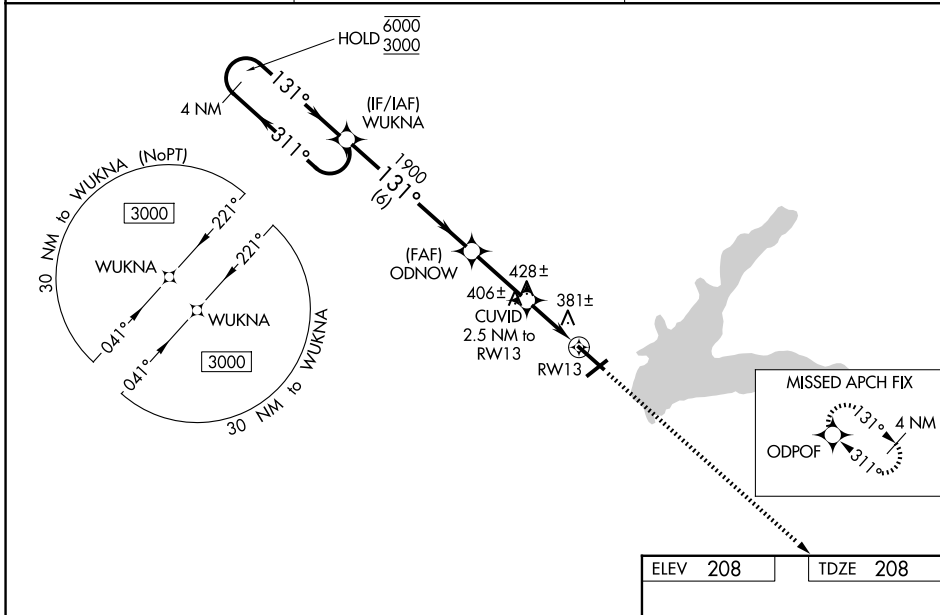 HOLD 6000
3000
131°
4 NM
311°
(IF/IAF)
WUKNA
1900
131°
(6)
30 NM to WUKNA (NoPT)
3000
221°
WUKNA
041°
221°
WUKNA
041°
3000
30 NM to WUKNA
(FAF)
ODNOW
428±
406±
381±
CUVID
2.5 NM to
RW13
RW13
MISSED APCH FIX
131°
4 NM
ODPOF
311°
ELEV 208
TDZE 208